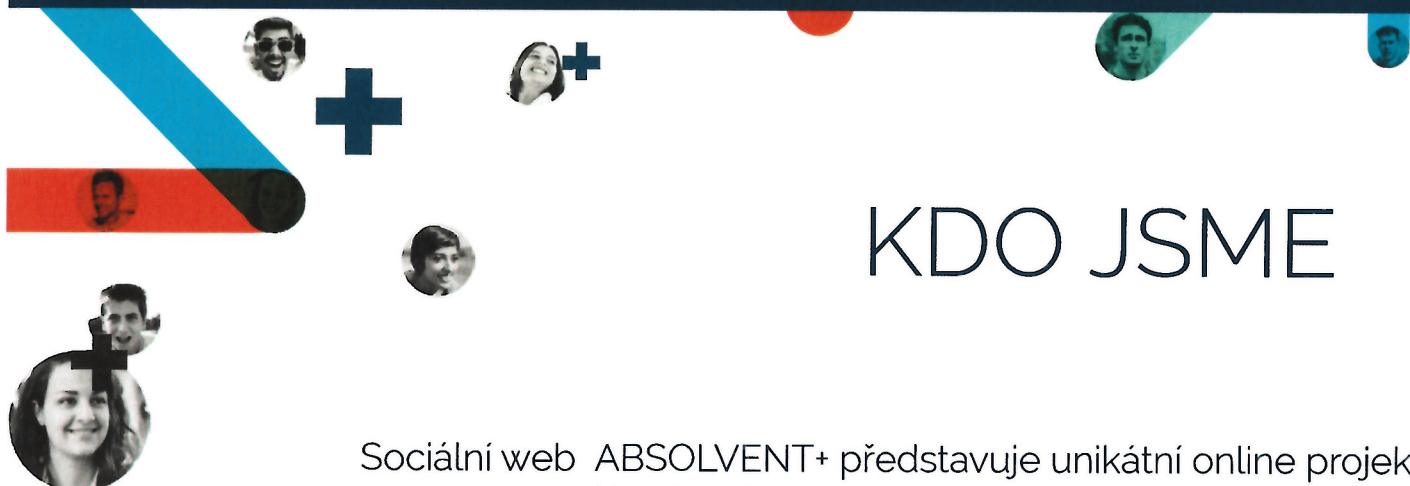 KDO JSME
Sociální web ABSOLVENT+ představuje unikátní online projek